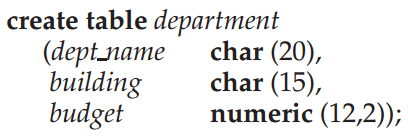 create table department
(dept_name char (20),
building char (15),
budget numeric (12,2));